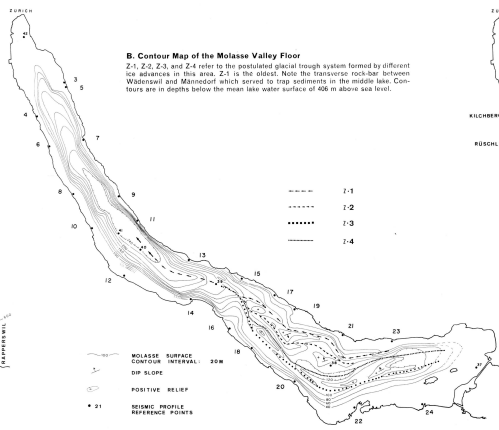 ZURICH
B. Contour Map of the Molasse Valley Floor
Z-1, Z-2, Z-3, and Z-4 refer to the postulated glacial trough system formed by different
ice advances in this area. Z-1 is the oldest. Note the transverse rock-bar between
Wädenswil and Männedorf which served to trap sediments in the middle lake. Con-
tours are in depths below the mean lake water surface of 406 m above sea level.
ZU
KILCHBER
RÜSCHL
3
5
4
7
6
8
9
10
11
12
13
14
15
16
17
18
19
20
21
22
23
24
Z-1
Z-2
Z-3
Z-4
RAPPERSWIL
MOLASSE SURFACE
CONTOUR INTERVAL: 20M
DIP SLOPE
POSITIVE RELIEF
21 SEISMIC PROFILE
REFERENCE POINTS